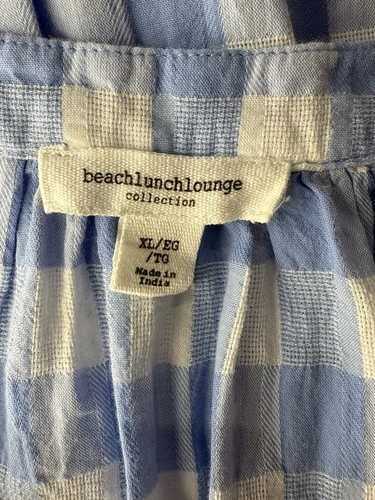 beachlunchlounge
collection
XL/EG
/TG
Made in
India